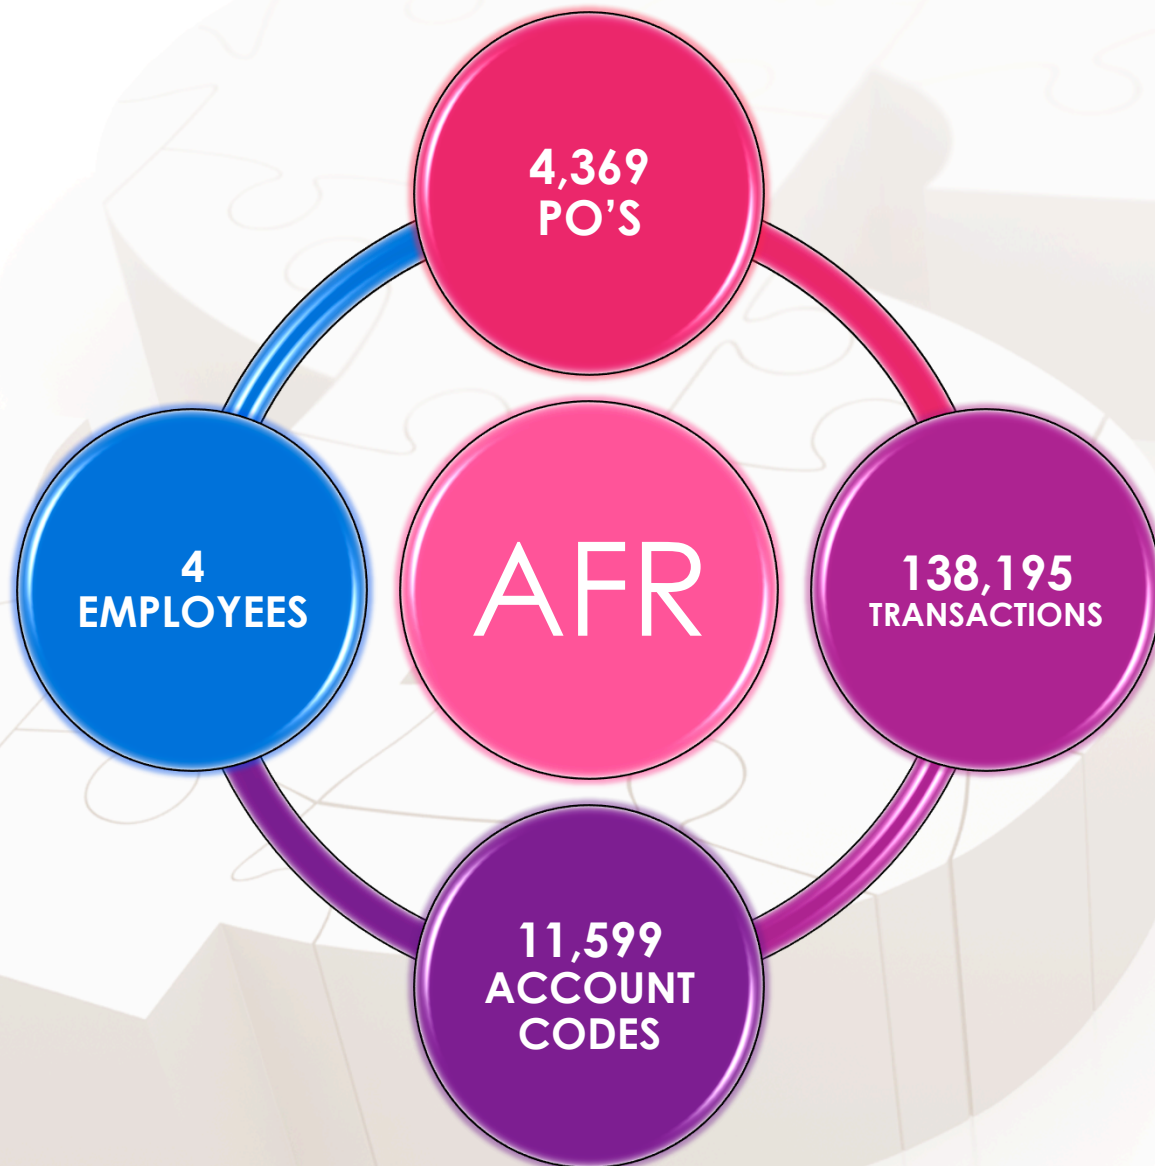 4,369
PO’S
4
EMPLOYEES
AFR
138,195
TRANSACTIONS
11,599
ACCOUNT
CODES